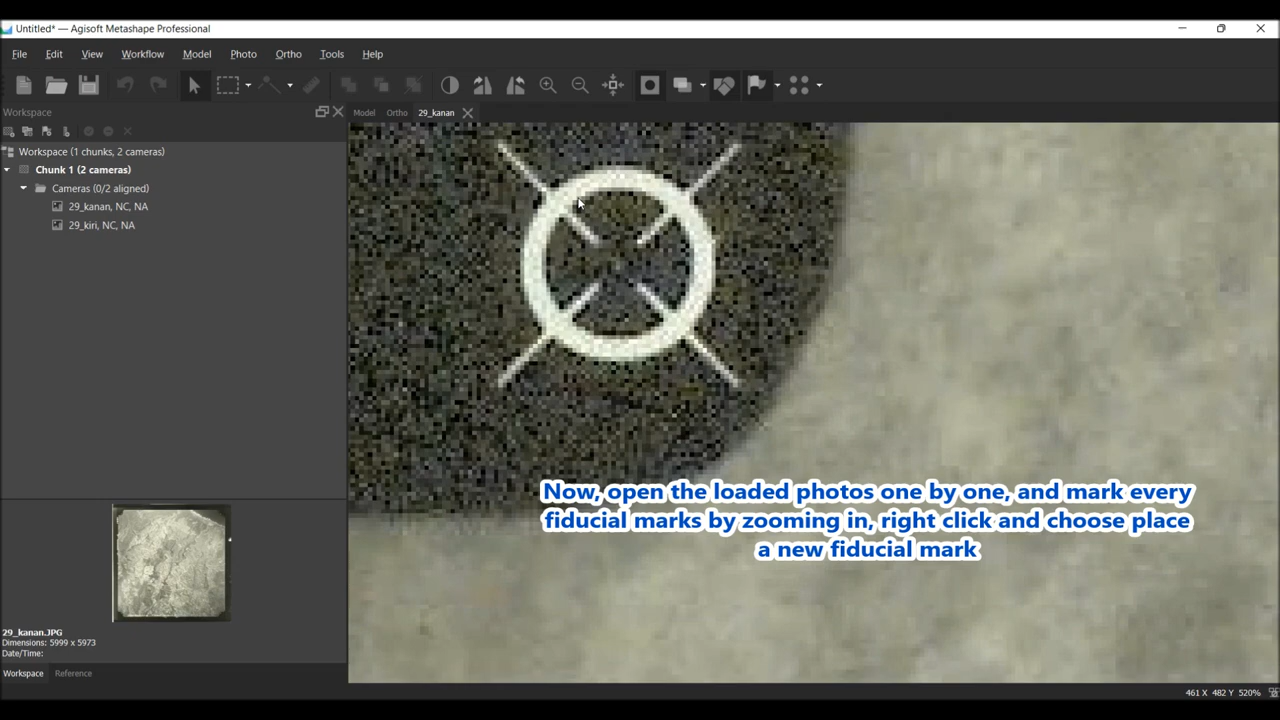 Untitled* — Agisoft Metashape Professional
File Edit View Workflow Model Photo Ortho Tools Help
Workspace
Model Ortho 29_kanan
Workspace (1 chunks, 2 cameras)
Chunk 1 (2 cameras)
Cameras (0/2 aligned)
29_kanan, NC, NA
29_kiri, NC, NA
Now, open the loaded photos one by one, and mark every
fiducial marks by zooming in, right click and choose place
a new fiducial mark
29_kanan.JPG
Dimensions: 5999 x 5973
Date/Time:
Workspace Reference
461 X 482 Y 520%